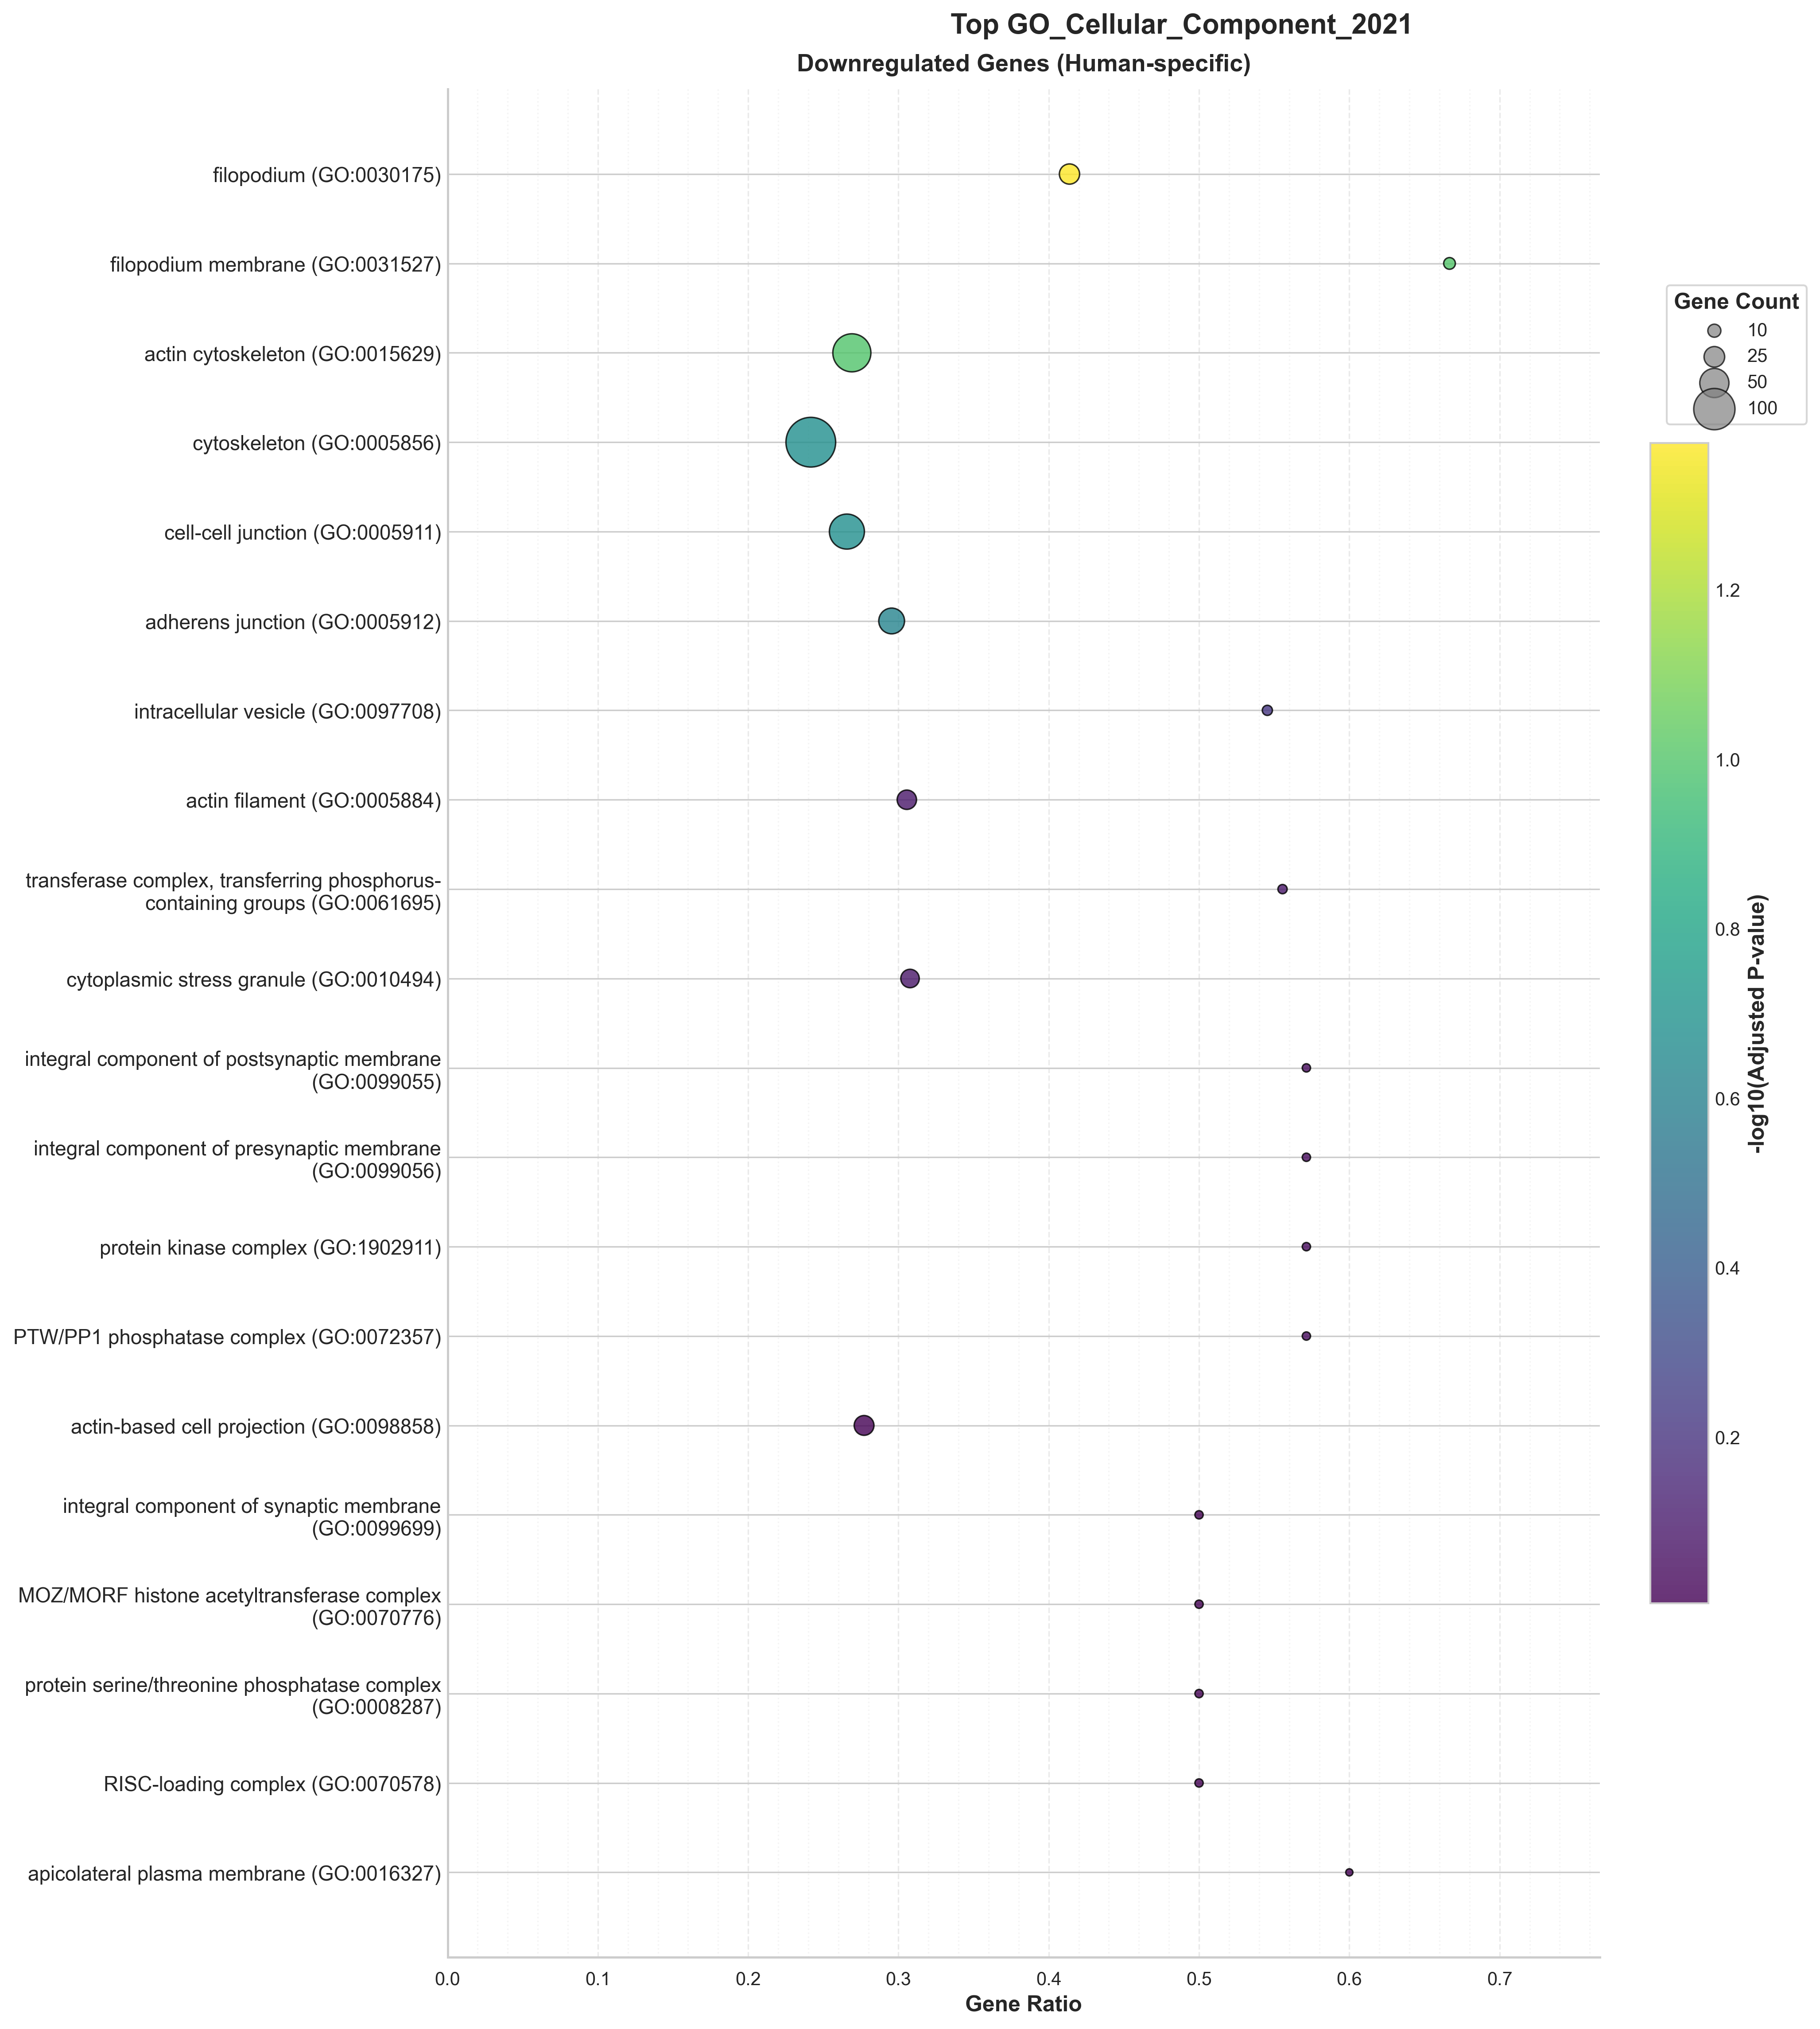 Top GO_Cellular_Component_2021
Downregulated Genes (Human-specific)
filopodium (GO:0030175)
filopodium membrane (GO:0031527)
actin cytoskeleton (GO:0015629)
cytoskeleton (GO:0005856)
cell-cell junction (GO:0005911)
adherens junction (GO:0005912)
intracellular vesicle (GO:0097708)
actin filament (GO:0005884)
transferase complex, transferring phosphorus-
containing groups (GO:0061695)
cytoplasmic stress granule (GO:0010494)
integral component of postsynaptic membrane
(GO:0099055)
integral component of presynaptic membrane
(GO:0099056)
protein kinase complex (GO:1902911)
PTW/PP1 phosphatase complex (GO:0072357)
actin-based cell projection (GO:0098858)
integral component of synaptic membrane
(GO:0099699)
MOZ/MORF histone acetyltransferase complex
(GO:0070776)
protein serine/threonine phosphatase complex
(GO:0008287)
RISC-loading complex (GO:0070578)
apicolateral plasma membrane (GO:0016327)
0.0 0.1 0.2 0.3 0.4 0.5 0.6 0.7
Gene Ratio
Gene Count
10
25
50
100
1.2
1.0
0.8
0.6
0.4
0.2
-log10(Adjusted P-value)